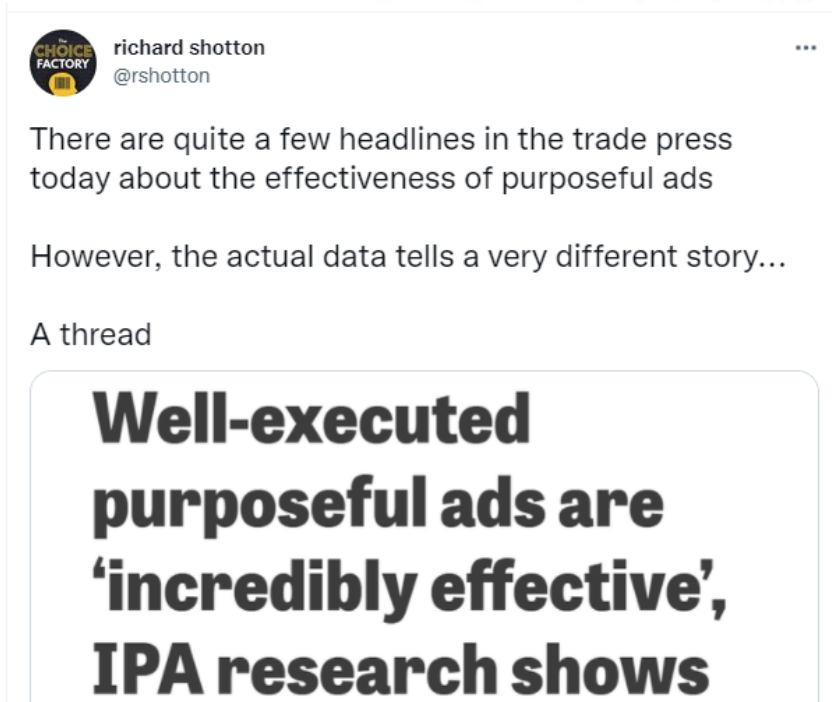 The
CHOICE
FACTORY
richard shotton
@rshotton
There are quite a few headlines in the trade press
today about the effectiveness of purposeful ads
However, the actual data tells a very different story...
A thread
Well-executed
purposeful ads are
‘incredibly effective’,
IPA research shows